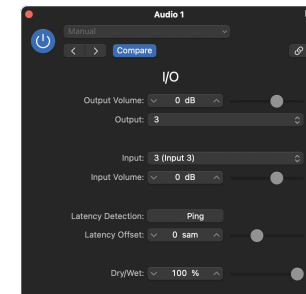 Audio 1
Manual
Compare
I/O
Output Volume: 0 dB
Output: 3
Input: 3 (Input 3)
Input Volume: 0 dB
Latency Detection: Ping
Latency Offset: 0 sam
Dry/Wet: 100 %